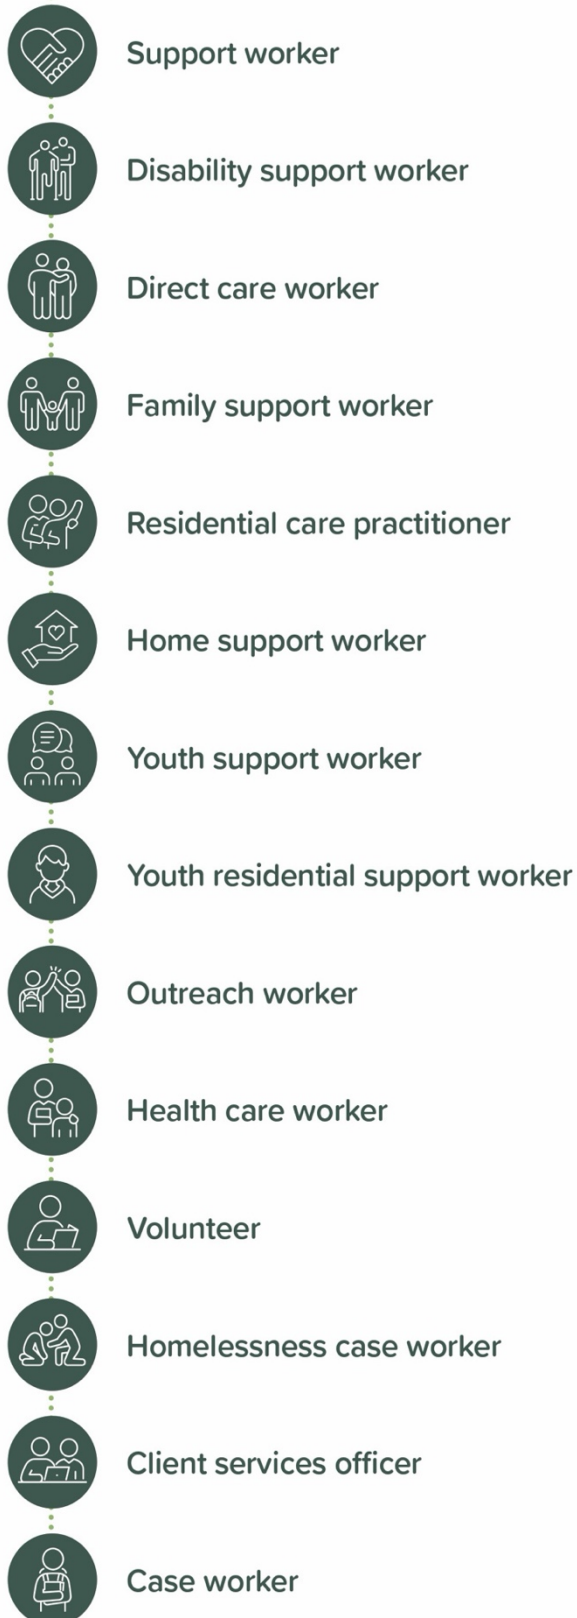 Support worker
Disability support worker
Direct care worker
Family support worker
Residential care practitioner
Home support worker
Youth support worker
Youth residential support worker
Outreach worker
Health care worker
Volunteer
Homelessness case worker
Client services officer
Case worker